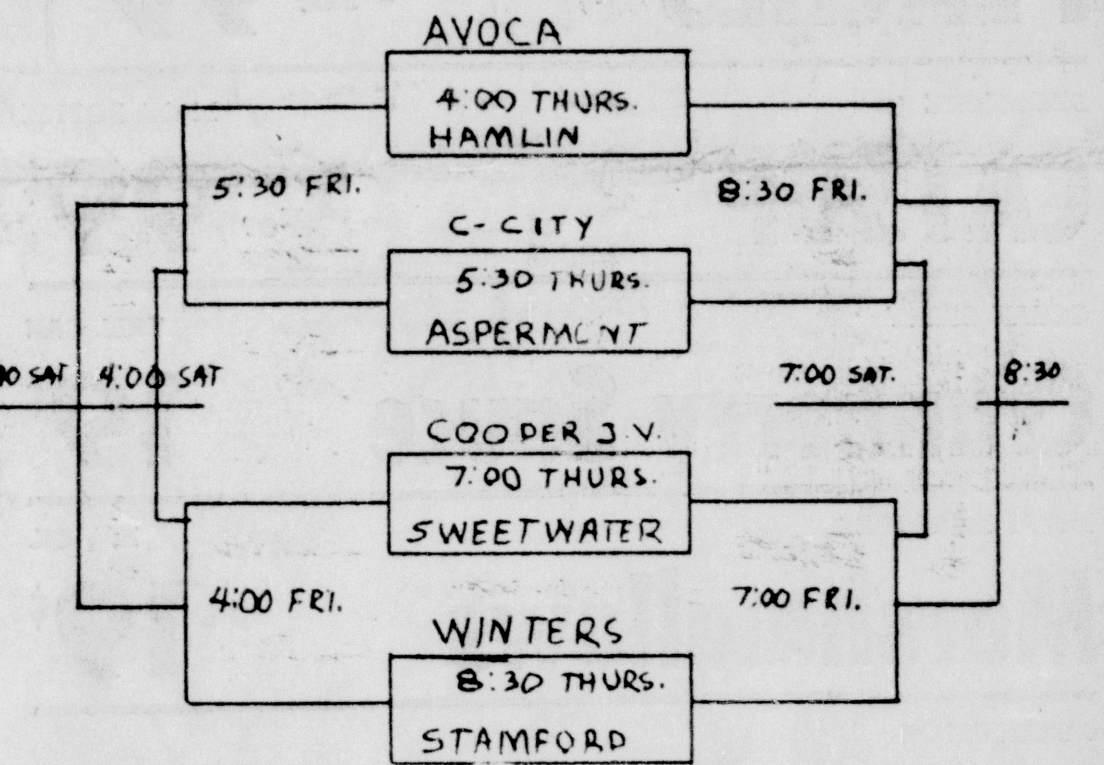 AVOCA
4:00 THURS.
HAMLIN
5:30 FRI.
8:30 FRI.
C-CITY
5:30 THURS.
ASPERMONT
SAT
4:00 SAT
7:00 SAT.
8:30
COOPER J.V.
7:00 THURS.
SWEETWATER
4:00 FRI.
7:00 FRI.
WINTERS
8:30 THURS.
STAMFORD